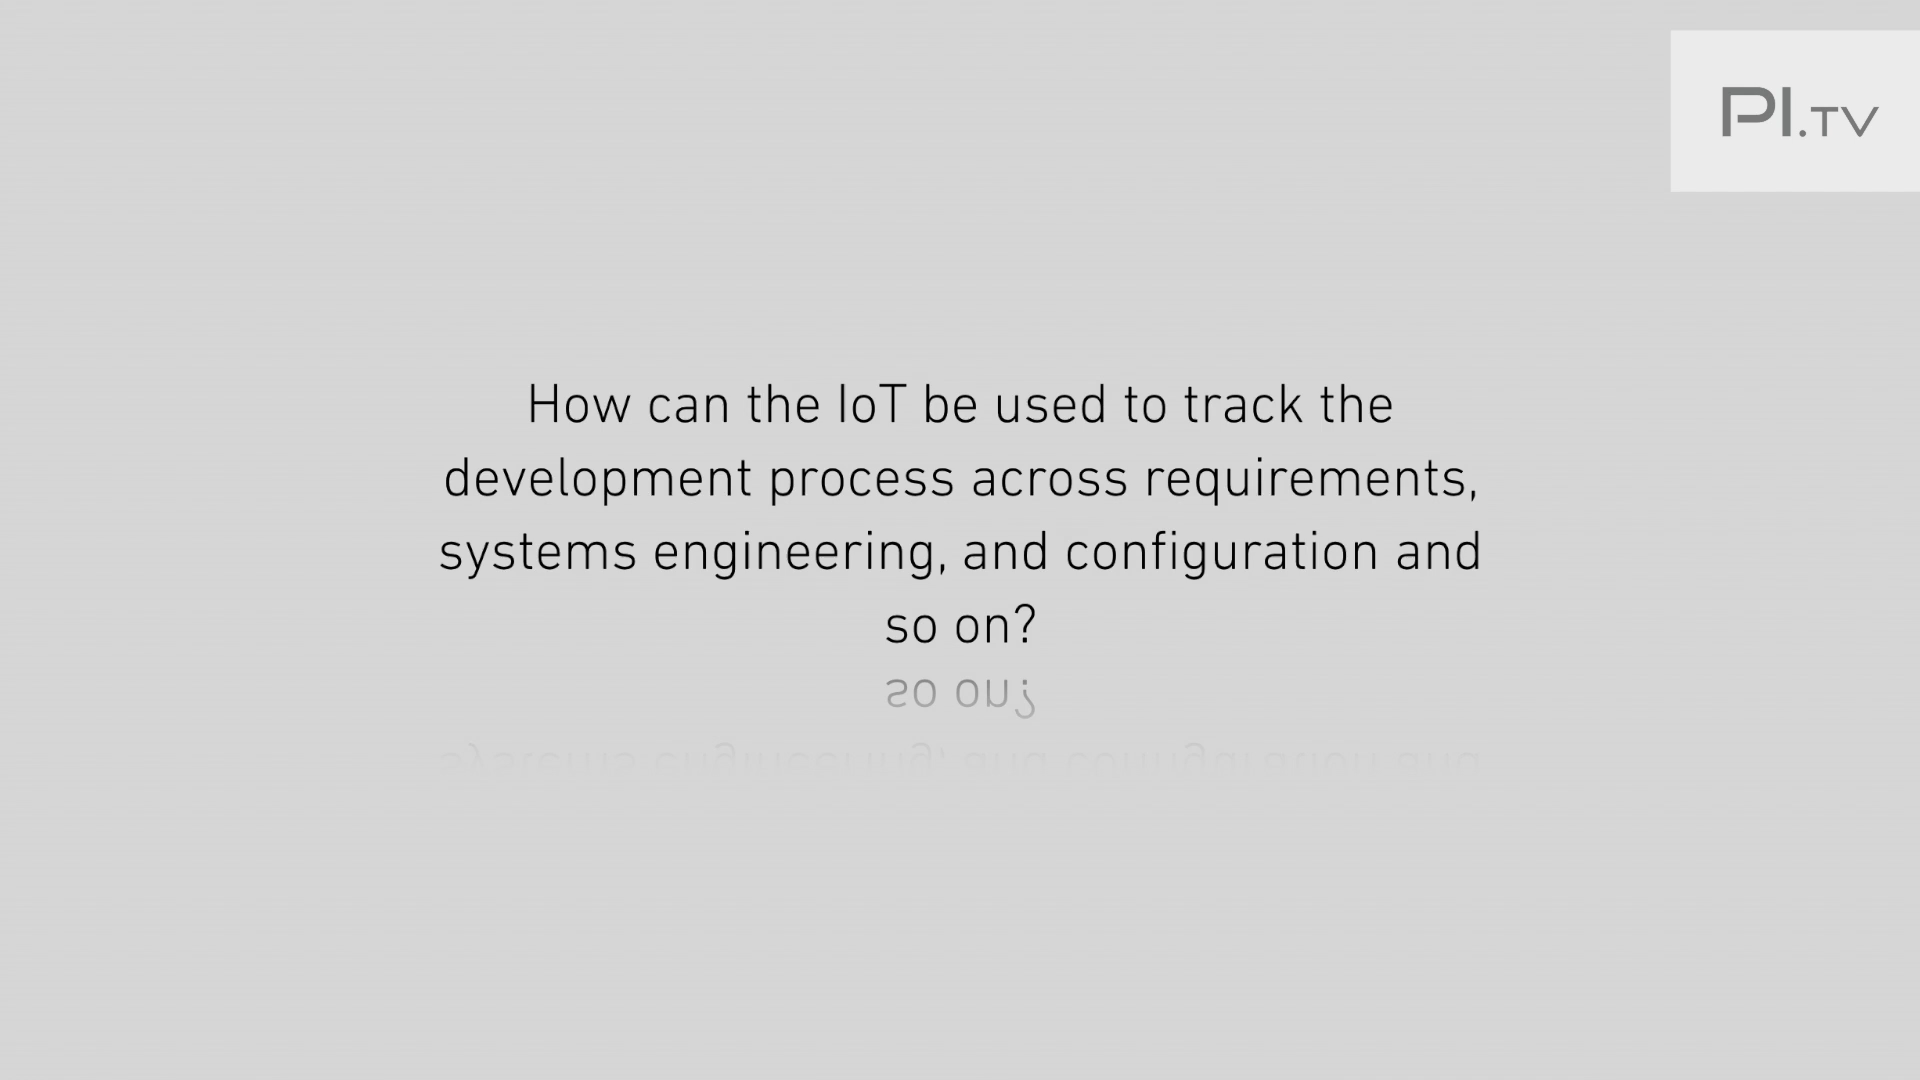 PI.TV
How can the IoT be used to track the
development process across requirements,
systems engineering, and configuration and
so on?